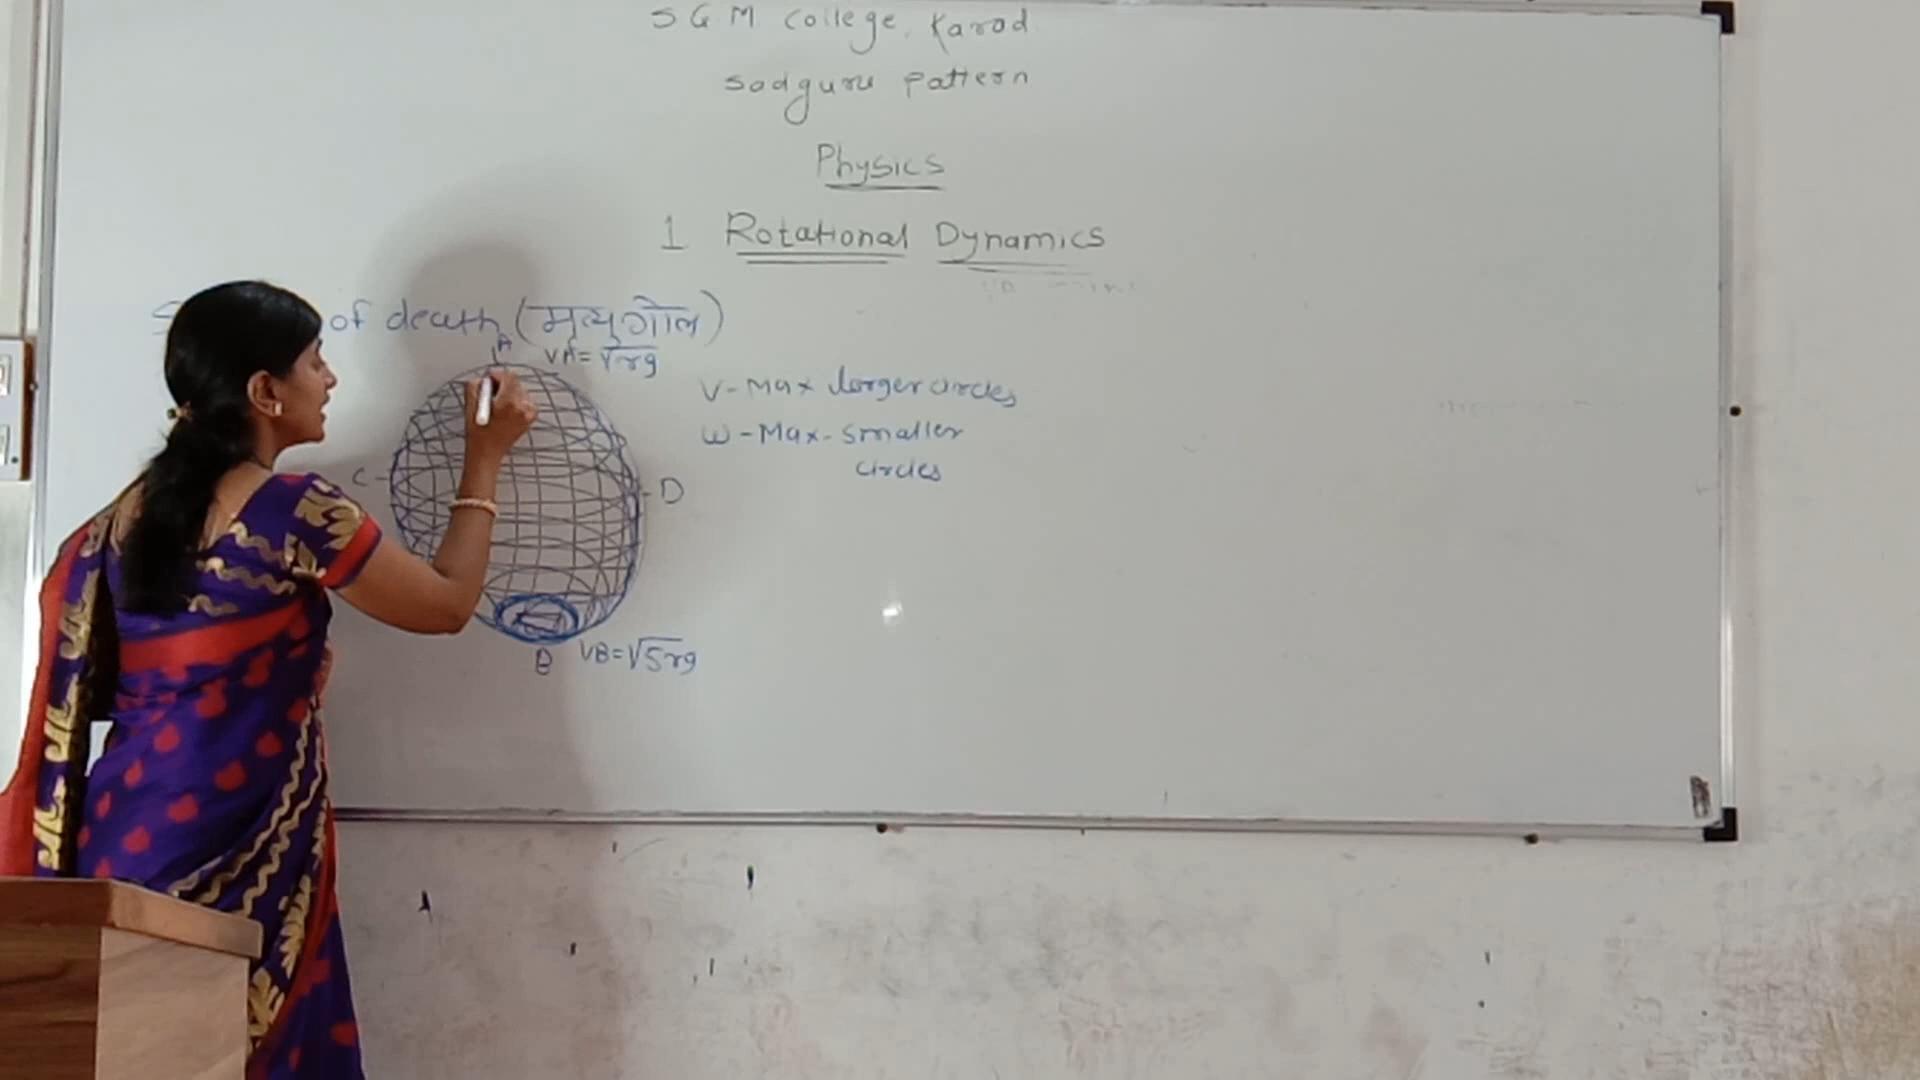 S G M College, Karad
Sadguru pattern
Physics
1 Rotational Dynamics
of death (मृत्यूगोल)
A
VA = √rg
V - Max larger circles
ω - Max - smaller
circles
C
D
B
VB = √5rg